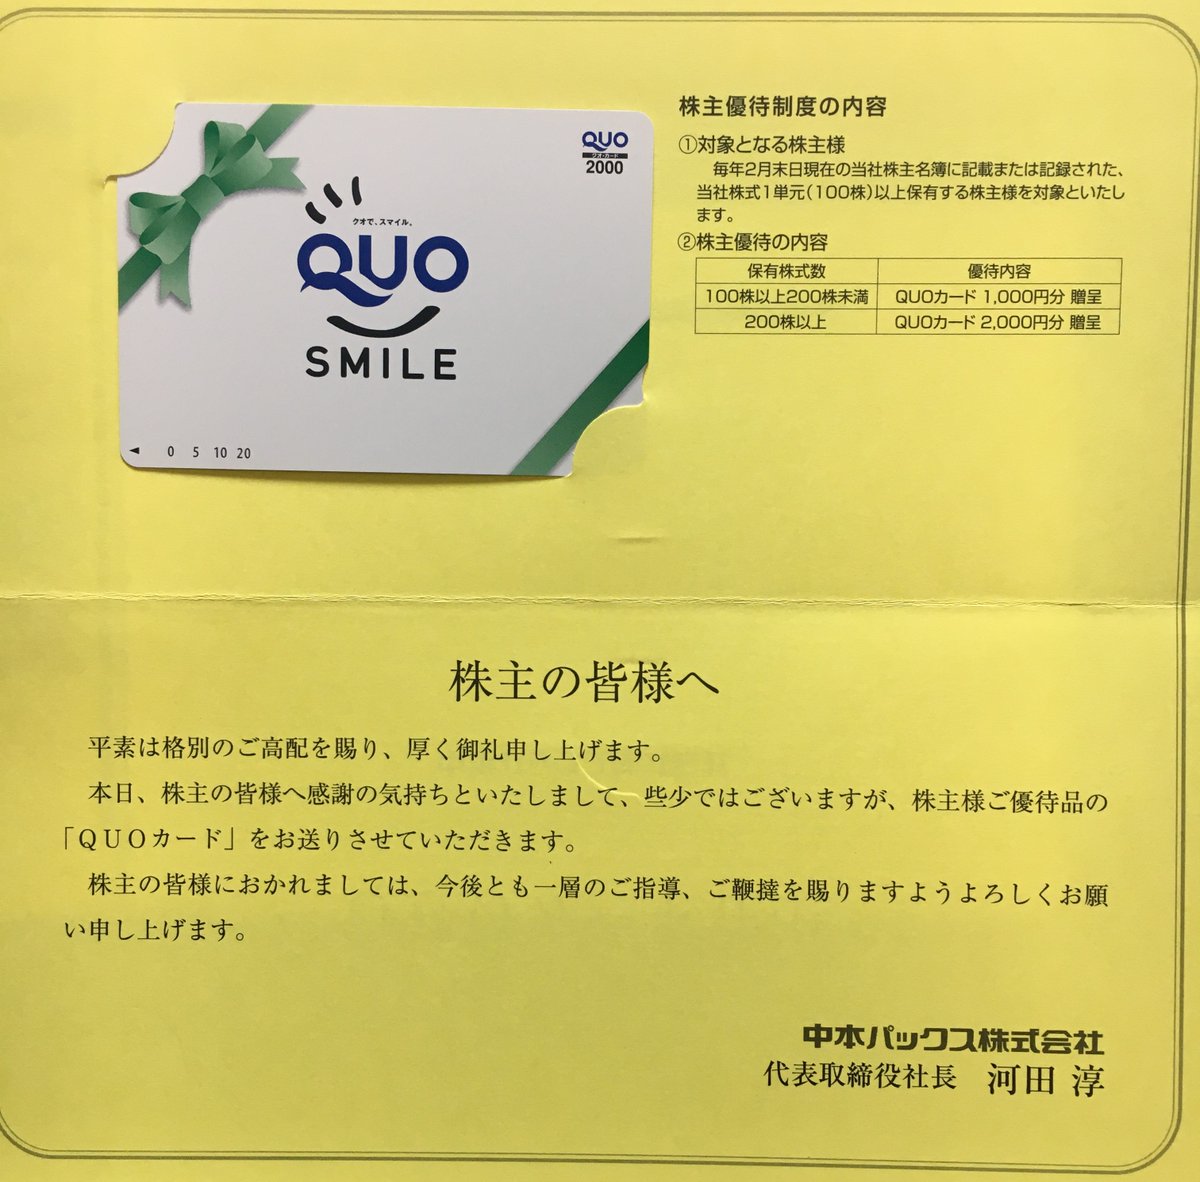 QUO
クオ・カード
2000
クオで、スマイル。
QUO
SMILE
0 5 10 20
株主優待制度の内容
①対象となる株主様
毎年2月末日現在の当社株主名簿に記載または記録された、
当社株式1単元(100株)以上保有する株主様を対象といたし
ます。
②株主優待の内容
保有株式数 優待内容
100株以上200株未満 QUOカード 1,000円分 贈呈
200株以上 QUOカード 2,000円分 贈呈
株主の皆様へ
平素は格別のご高配を賜り、厚く御礼申し上げます。
本日、株主の皆様へ感謝の気持ちといたしまして、些少ではございますが、株主様ご優待品の
「QUOカード」をお送りさせていただきます。
株主の皆様におかれましては、今後とも一層のご指導、ご鞭撻を賜りますようよろしくお願
い申し上げます。
中本パックス株式会社
代表取締役社長 河田 淳